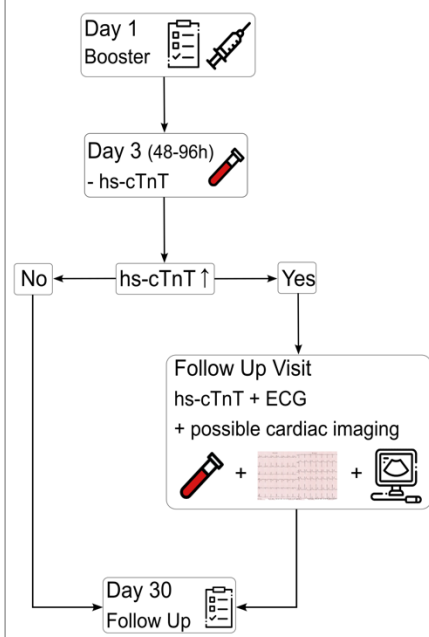 Day 1
Booster
Day 3 (48-96h)
- hs-cTnT
No
hs-cTnT ↑
Yes
Follow Up Visit
hs-cTnT + ECG
+ possible cardiac imaging
+ +
Day 30
Follow Up